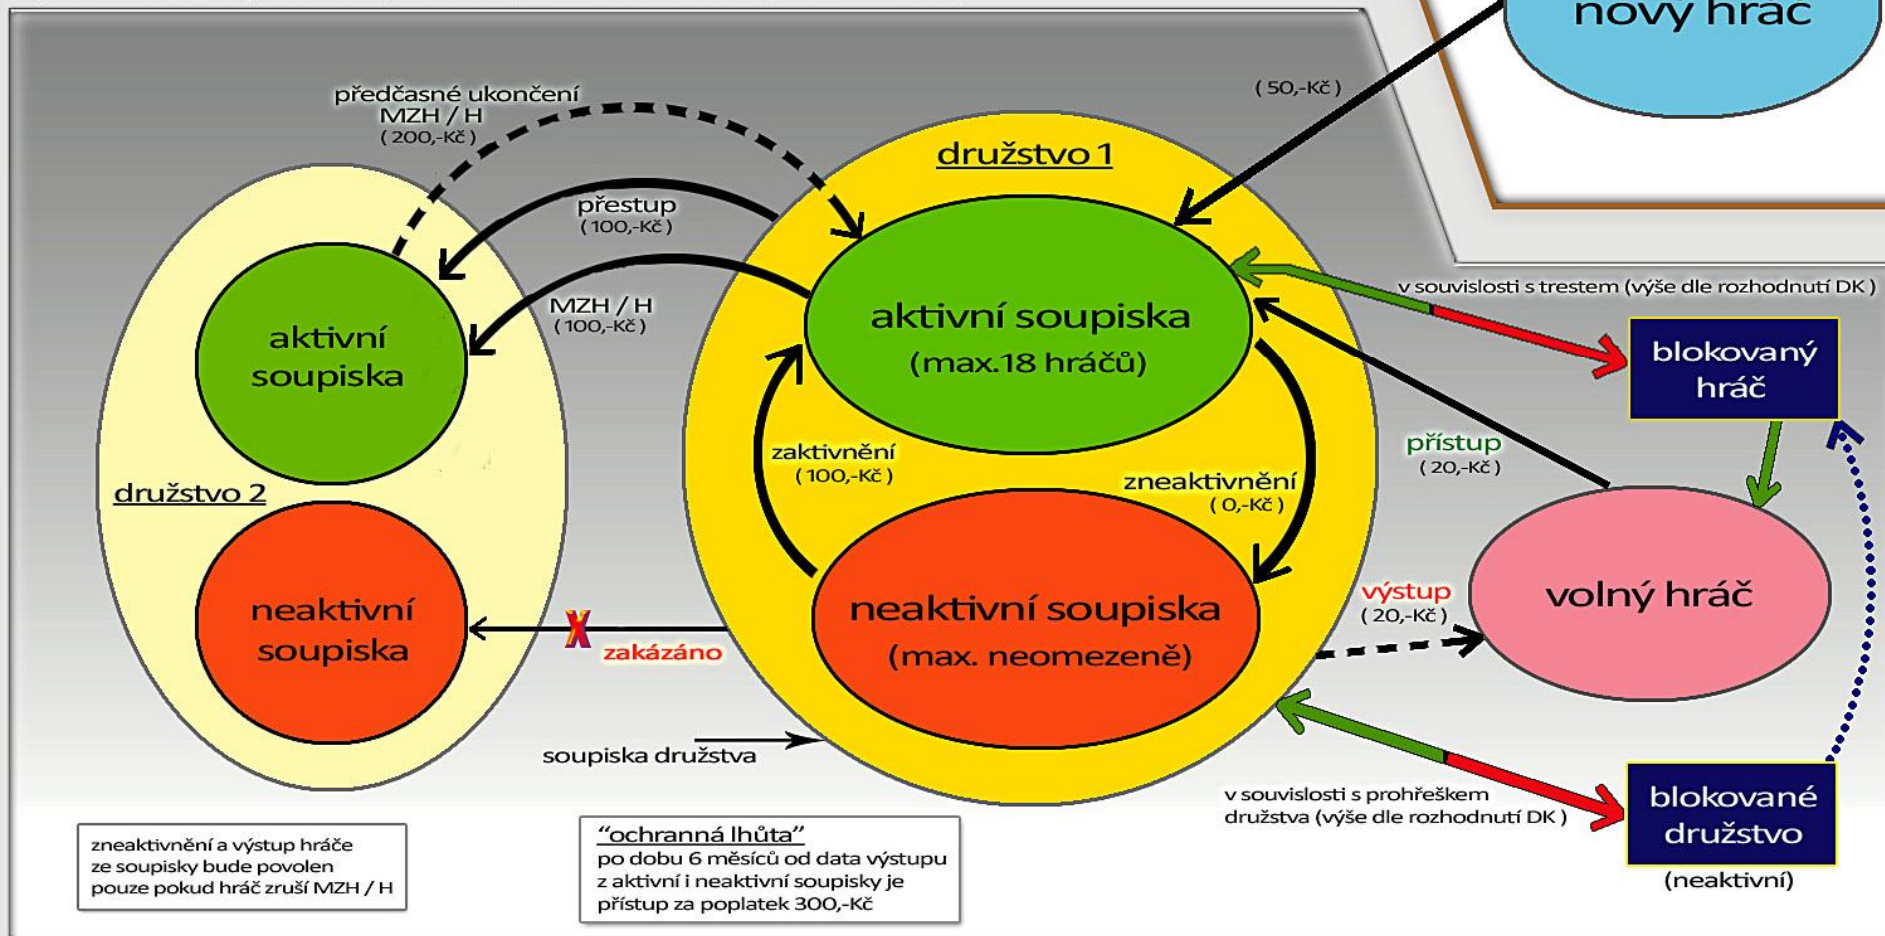 nový hráč
( 50,-Kč )
předčasné ukončení
MZH / H
( 200,-Kč )
družstvo 1
přestup
( 100,-Kč )
MZH / H
( 100,-Kč )
aktivní soupiska
(max.18 hráčů)
aktivní
soupiska
v souvislosti s trestem (výše dle rozhodnutí DK )
blokovaný
hráč
přístup
( 20,-Kč )
zaktivnění
( 100,-Kč )
zneaktivnění
( 0,-Kč )
družstvo 2
neaktivní
soupiska
zakázáno
neaktivní soupiska
(max. neomezeně)
výstup
( 20,-Kč )
volný hráč
soupiska družstva
v souvislosti s prohřeškem
družstva (výše dle rozhodnutí DK )
blokované
družstvo
(neaktivní)
zneaktivnění a výstup hráče
ze soupisky bude povolen
pouze pokud hráč zruší MZH / H
“ochranná lhůta”
po dobu 6 měsíců od data výstupu
z aktivní i neaktivní soupisky je
přístup za poplatek 300,-Kč